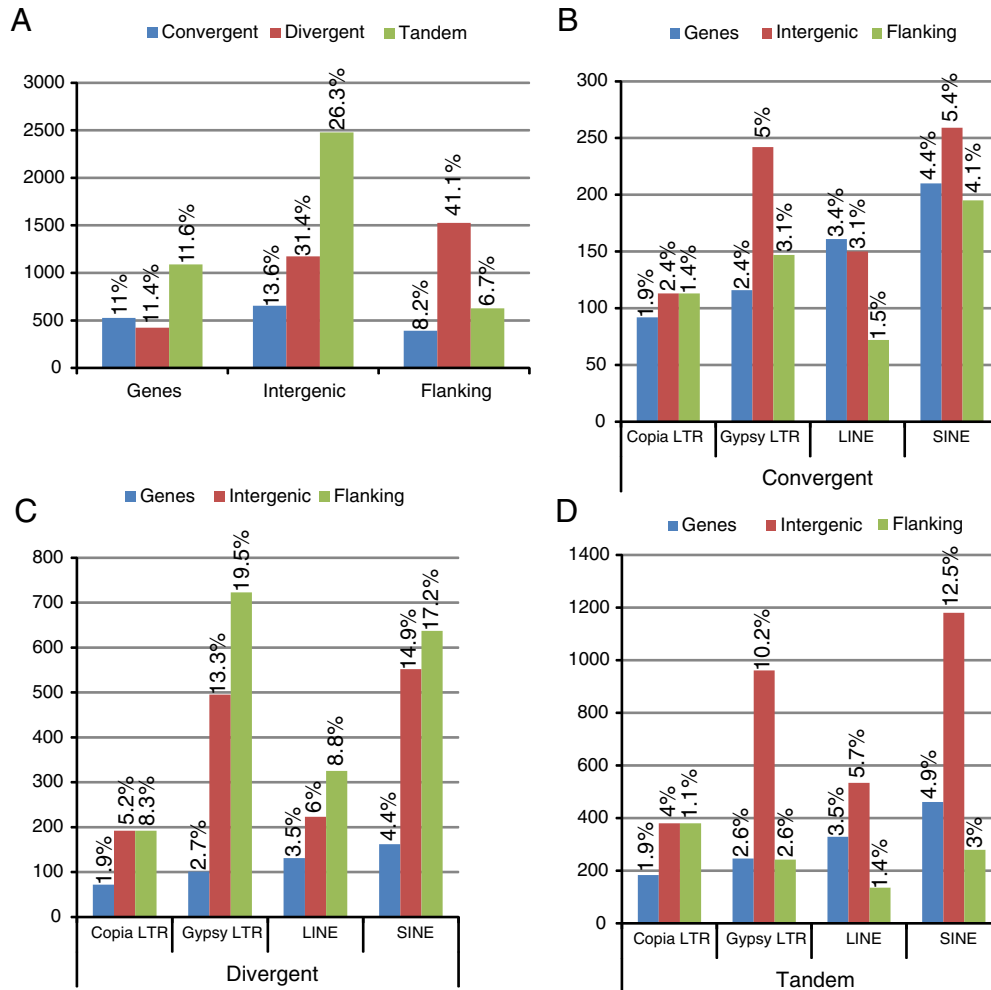 A
Convergent Divergent Tandem
3000
2500
2000
1500
1000
500
0
11% 11.4% 11.6%
13.6% 31.4% 26.3%
8.2% 41.1% 6.7%
Genes Intergenic Flanking
B
Genes Intergenic Flanking
300
250
200
150
100
50
0
1.9% 2.4% 1.4%
2.4% 5% 3.1%
3.4% 3.1% 1.5%
4.4% 5.4% 4.1%
Copia LTR Gypsy LTR LINE SINE
Convergent
C
Genes Intergenic Flanking
800
700
600
500
400
300
200
100
0
1.9% 5.2% 8.3%
2.7% 13.3% 19.5%
3.5% 6% 8.8%
4.4% 14.9% 17.2%
Copia LTR Gypsy LTR LINE SINE
Divergent
D
Genes Intergenic Flanking
1400
1200
1000
800
600
400
200
0
1.9% 4% 1.1%
2.6% 10.2% 2.6%
3.5% 5.7% 1.4%
4.9% 12.5% 3%
Copia LTR Gypsy LTR LINE SINE
Tandem